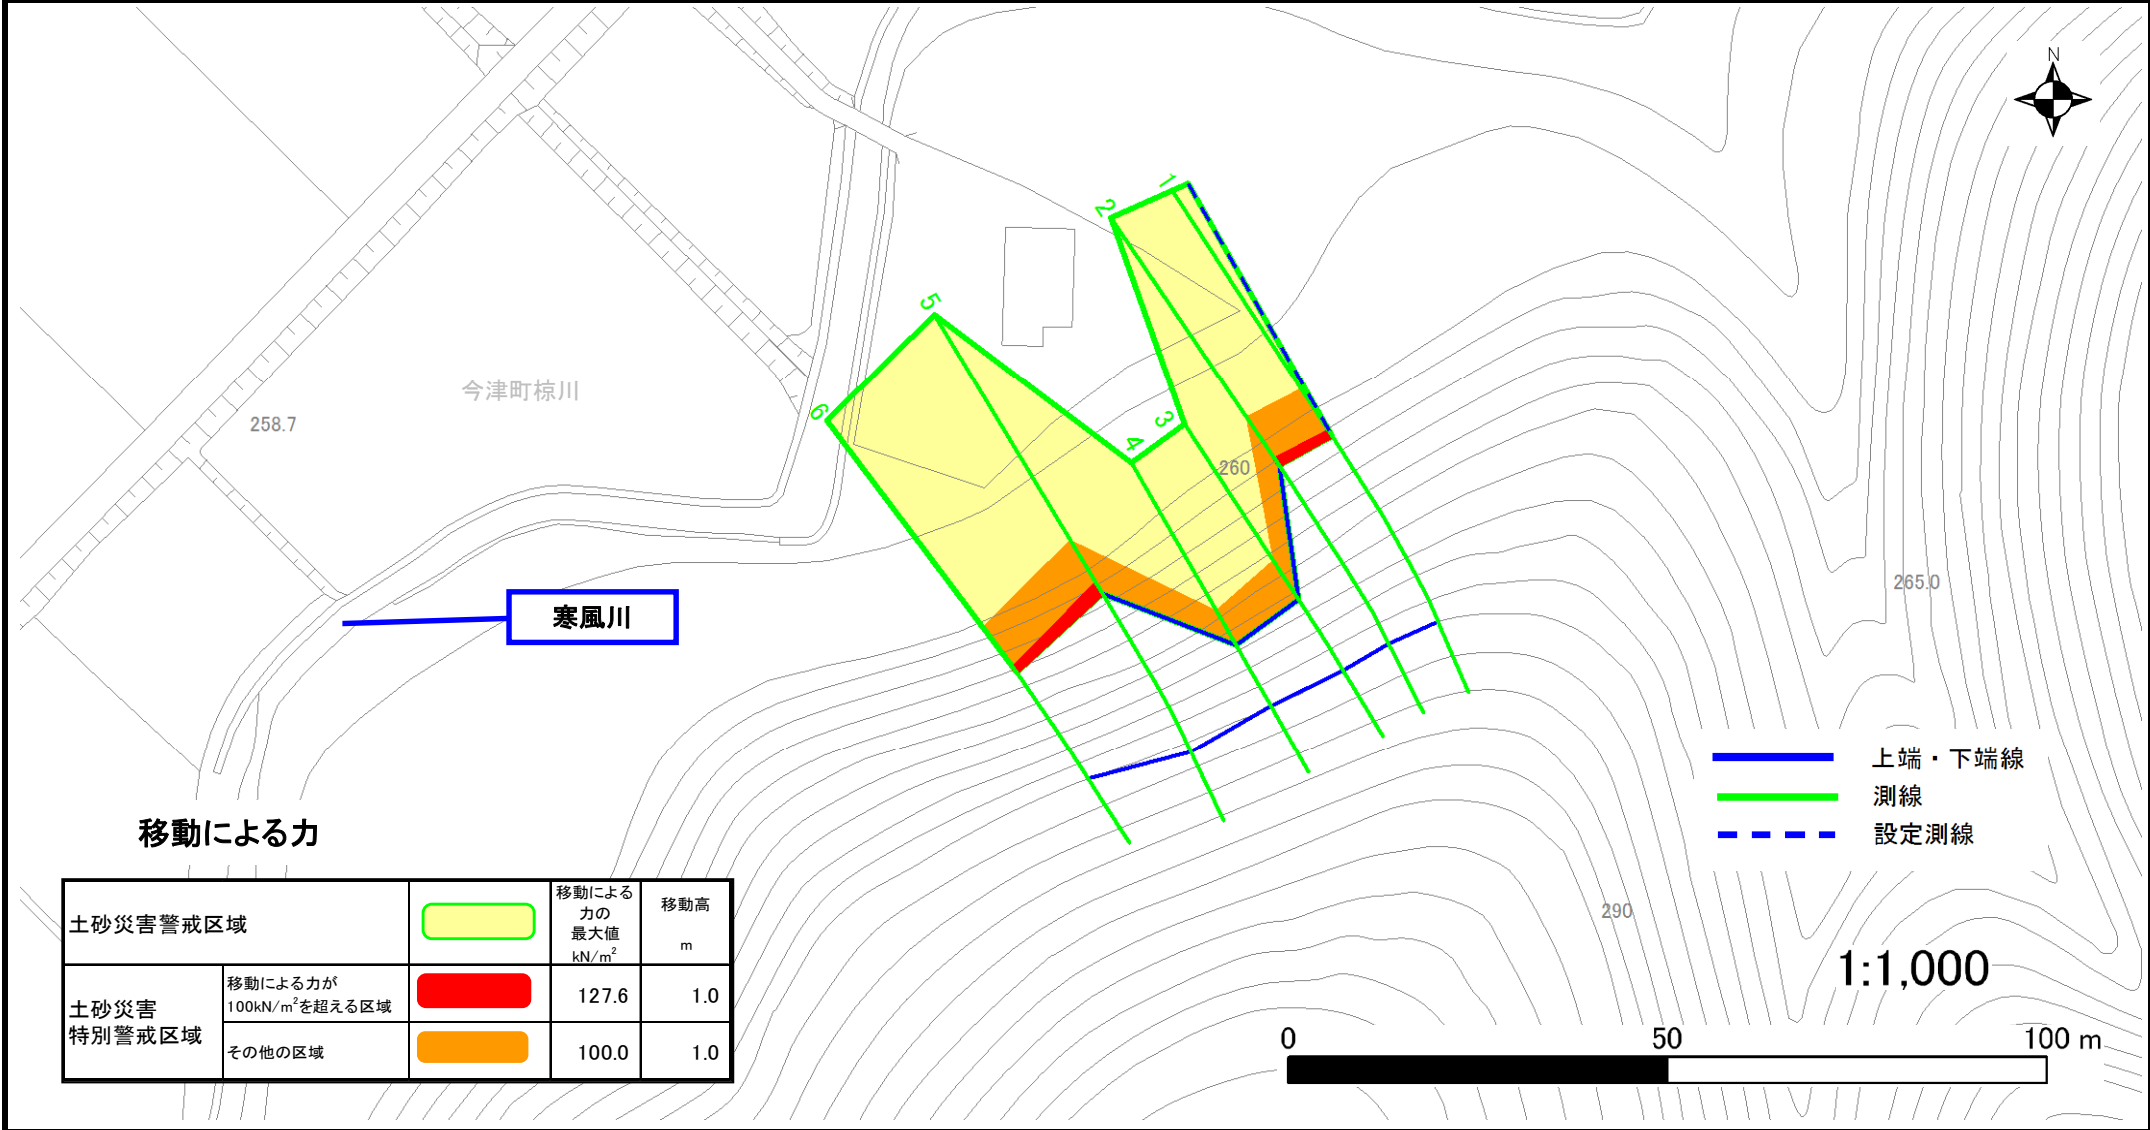 N
1
2
3
4
5
6
今津町椋川
258.7
260
265.0
290
寒風川
上端・下端線
測線
設定測線
移動による力
土砂災害警戒区域
移動による
力の
最大値
kN/m²
移動高
m
土砂災害
特別警戒区域
移動による力が
100kN/m²を超える区域
127.6
1.0
その他の区域
100.0
1.0
1:1,000
0 50 100 m